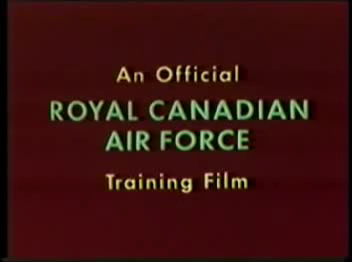 An Official
ROYAL CANADIAN
AIR FORCE
Training Film